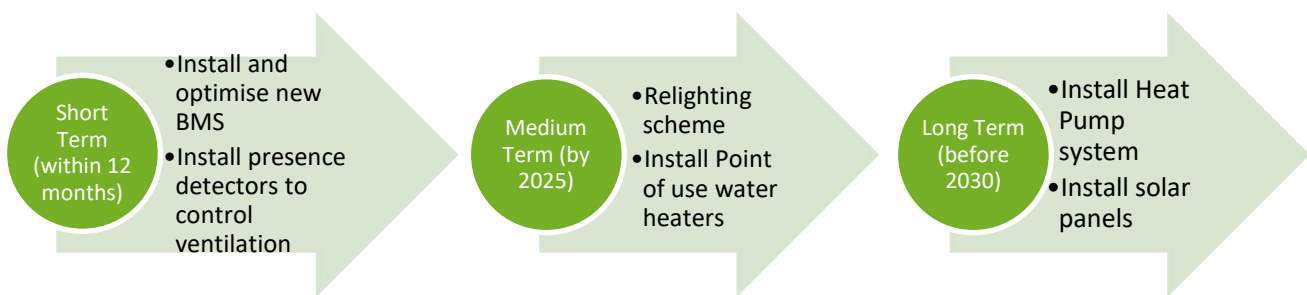 Short
Term
(within 12
months)
•Install and
optimise new
BMS
•Install presence
detectors to
control
ventilation
Medium
Term (by
2025)
•Relighting
scheme
•Install Point
of use water
heaters
Long Term
(before
2030)
•Install Heat
Pump
system
•Install solar
panels